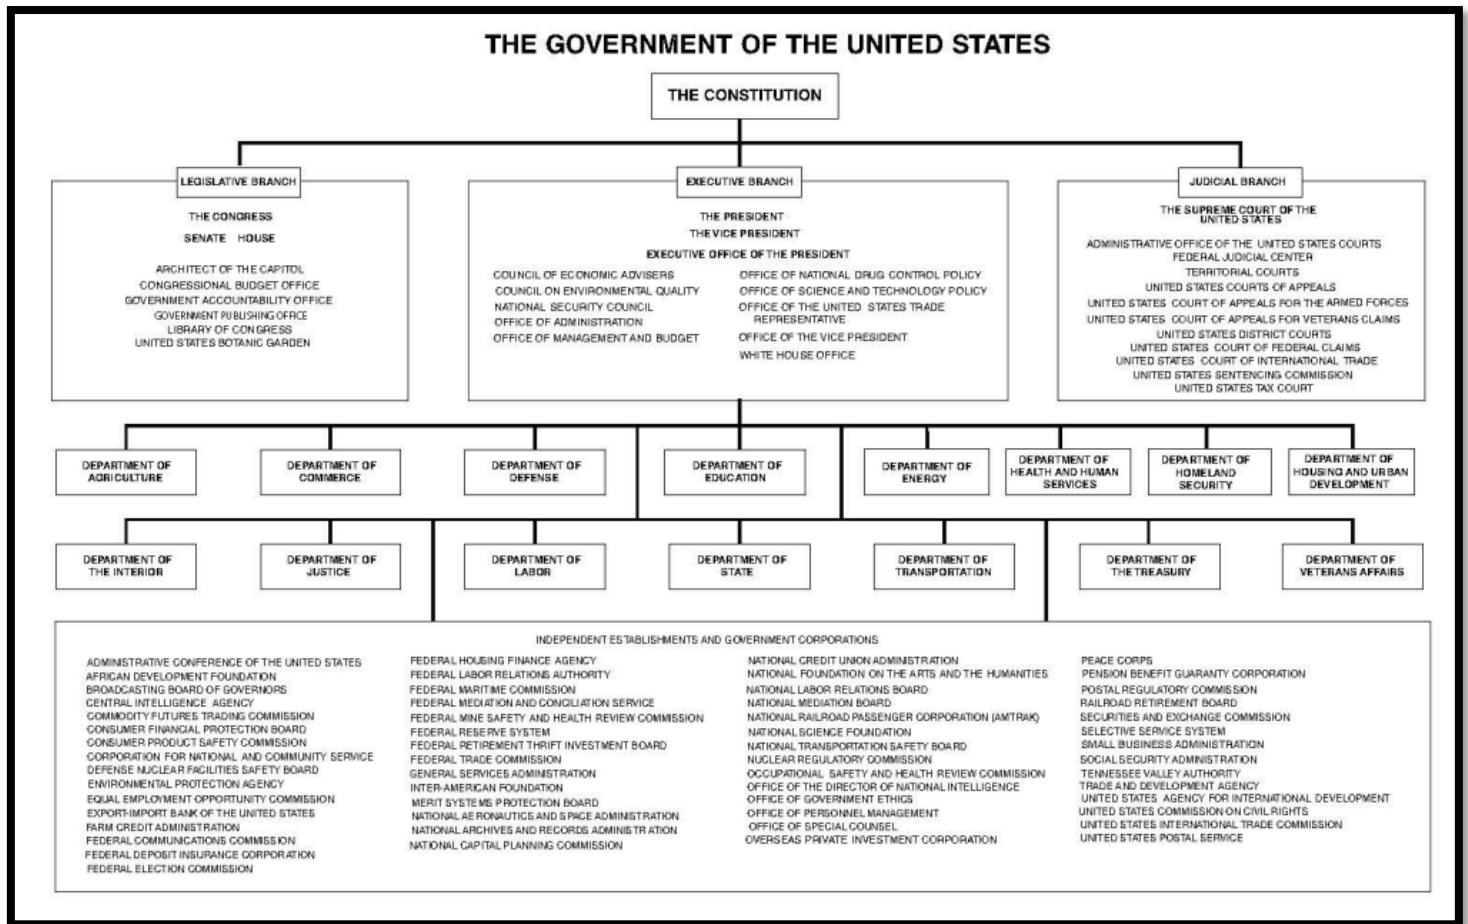 THE GOVERNMENT OF THE UNITED STATES
THE CONSTITUTION
LEGISLATIVE BRANCH
THE CONGRESS
SENATE HOUSE
ARCHITECT OF THE CAPITOL
CONGRESSIONAL BUDGET OFFICE
GOVERNMENT ACCOUNTABILITY OFFICE
GOVERNMENT PUBLISHING OFFICE
LIBRARY OF CONGRESS
UNITED STATES BOTANIC GARDEN
EXECUTIVE BRANCH
THE PRESIDENT
THE VICE PRESIDENT
EXECUTIVE OFFICE OF THE PRESIDENT
COUNCIL OF ECONOMIC ADVISERS
COUNCIL ON ENVIRONMENTAL QUALITY
NATIONAL SECURITY COUNCIL
OFFICE OF ADMINISTRATION
OFFICE OF MANAGEMENT AND BUDGET
OFFICE OF NATIONAL DRUG CONTROL POLICY
OFFICE OF SCIENCE AND TECHNOLOGY POLICY
OFFICE OF THE UNITED STATES TRADE
REPRESENTATIVE
OFFICE OF THE VICE PRESIDENT
WHITE HOUSE OFFICE
JUDICIAL BRANCH
THE SUPREME COURT OF THE
UNITED STATES
ADMINISTRATIVE OFFICE OF THE UNITED STATES COURTS
FEDERAL JUDICIAL CENTER
TERRITORIAL COURTS
UNITED STATES COURTS OF APPEALS
UNITED STATES COURT OF APPEALS FOR THE ARMED FORCES
UNITED STATES COURT OF APPEALS FOR VETERANS CLAIMS
UNITED STATES DISTRICT COURTS
UNITED STATES COURT OF FEDERAL CLAIMS
UNITED STATES COURT OF INTERNATIONAL TRADE
UNITED STATES SENTENCING COMMISSION
UNITED STATES TAX COURT
DEPARTMENT OF
AGRICULTURE
DEPARTMENT OF
COMMERCE
DEPARTMENT OF
DEFENSE
DEPARTMENT OF
EDUCATION
DEPARTMENT OF
ENERGY
DEPARTMENT OF
HEALTH AND HUMAN
SERVICES
DEPARTMENT OF
HOMELAND
SECURITY
DEPARTMENT OF
HOUSING AND URBAN
DEVELOPMENT
DEPARTMENT OF
THE INTERIOR
DEPARTMENT OF
JUSTICE
DEPARTMENT OF
LABOR
DEPARTMENT OF
STATE
DEPARTMENT OF
TRANSPORTATION
DEPARTMENT OF
THE TREASURY
DEPARTMENT OF
VETERANS AFFAIRS
INDEPENDENT ESTABLISHMENTS AND GOVERNMENT CORPORATIONS
ADMINISTRATIVE CONFERENCE OF THE UNITED STATES
AFRICAN DEVELOPMENT FOUNDATION
BROADCASTING BOARD OF GOVERNORS
CENTRAL INTELLIGENCE AGENCY
COMMODITY FUTURES TRADING COMMISSION
CONSUMER FINANCIAL PROTECTION BOARD
CONSUMER PRODUCT SAFETY COMMISSION
CORPORATION FOR NATIONAL AND COMMUNITY SERVICE
DEFENSE NUCLEAR FACILITIES SAFETY BOARD
ENVIRONMENTAL PROTECTION AGENCY
EQUAL EMPLOYMENT OPPORTUNITY COMMISSION
EXPORT-IMPORT BANK OF THE UNITED STATES
FARM CREDIT ADMINISTRATION
FEDERAL COMMUNICATIONS COMMISSION
FEDERAL DEPOSIT INSURANCE CORPORATION
FEDERAL ELECTION COMMISSION
FEDERAL HOUSING FINANCE AGENCY
FEDERAL LABOR RELATIONS AUTHORITY
FEDERAL MARITIME COMMISSION
FEDERAL MEDIATION AND CONCILIATION SERVICE
FEDERAL MINE SAFETY AND HEALTH REVIEW COMMISSION
FEDERAL RESERVE SYSTEM
FEDERAL RETIREMENT THRIFT INVESTMENT BOARD
FEDERAL TRADE COMMISSION
GENERAL SERVICES ADMINISTRATION
INTER-AMERICAN FOUNDATION
MERIT SYSTEMS PROTECTION BOARD
NATIONAL AERONAUTICS AND SPACE ADMINISTRATION
NATIONAL ARCHIVES AND RECORDS ADMINISTRATION
NATIONAL CAPITAL PLANNING COMMISSION
NATIONAL CREDIT UNION ADMINISTRATION
NATIONAL FOUNDATION ON THE ARTS AND THE HUMANITIES
NATIONAL LABOR RELATIONS BOARD
NATIONAL MEDIATION BOARD
NATIONAL RAILROAD PASSENGER CORPORATION (AMTRAK)
NATIONAL SCIENCE FOUNDATION
NATIONAL TRANSPORTATION SAFETY BOARD
NUCLEAR REGULATORY COMMISSION
OCCUPATIONAL SAFETY AND HEALTH REVIEW COMMISSION
OFFICE OF THE DIRECTOR OF NATIONAL INTELLIGENCE
OFFICE OF GOVERNMENT ETHICS
OFFICE OF PERSONNEL MANAGEMENT
OFFICE OF SPECIAL COUNSEL
OVERSEAS PRIVATE INVESTMENT CORPORATION
PEACE CORPS
PENSION BENEFIT GUARANTY CORPORATION
POSTAL REGULATORY COMMISSION
RAILROAD RETIREMENT BOARD
SECURITIES AND EXCHANGE COMMISSION
SELECTIVE SERVICE SYSTEM
SMALL BUSINESS ADMINISTRATION
SOCIAL SECURITY ADMINISTRATION
TENNESSEE VALLEY AUTHORITY
TRADE AND DEVELOPMENT AGENCY
UNITED STATES AGENCY FOR INTERNATIONAL DEVELOPMENT
UNITED STATES COMMISSION ON CIVIL RIGHTS
UNITED STATES INTERNATIONAL TRADE COMMISSION
UNITED STATES POSTAL SERVICE